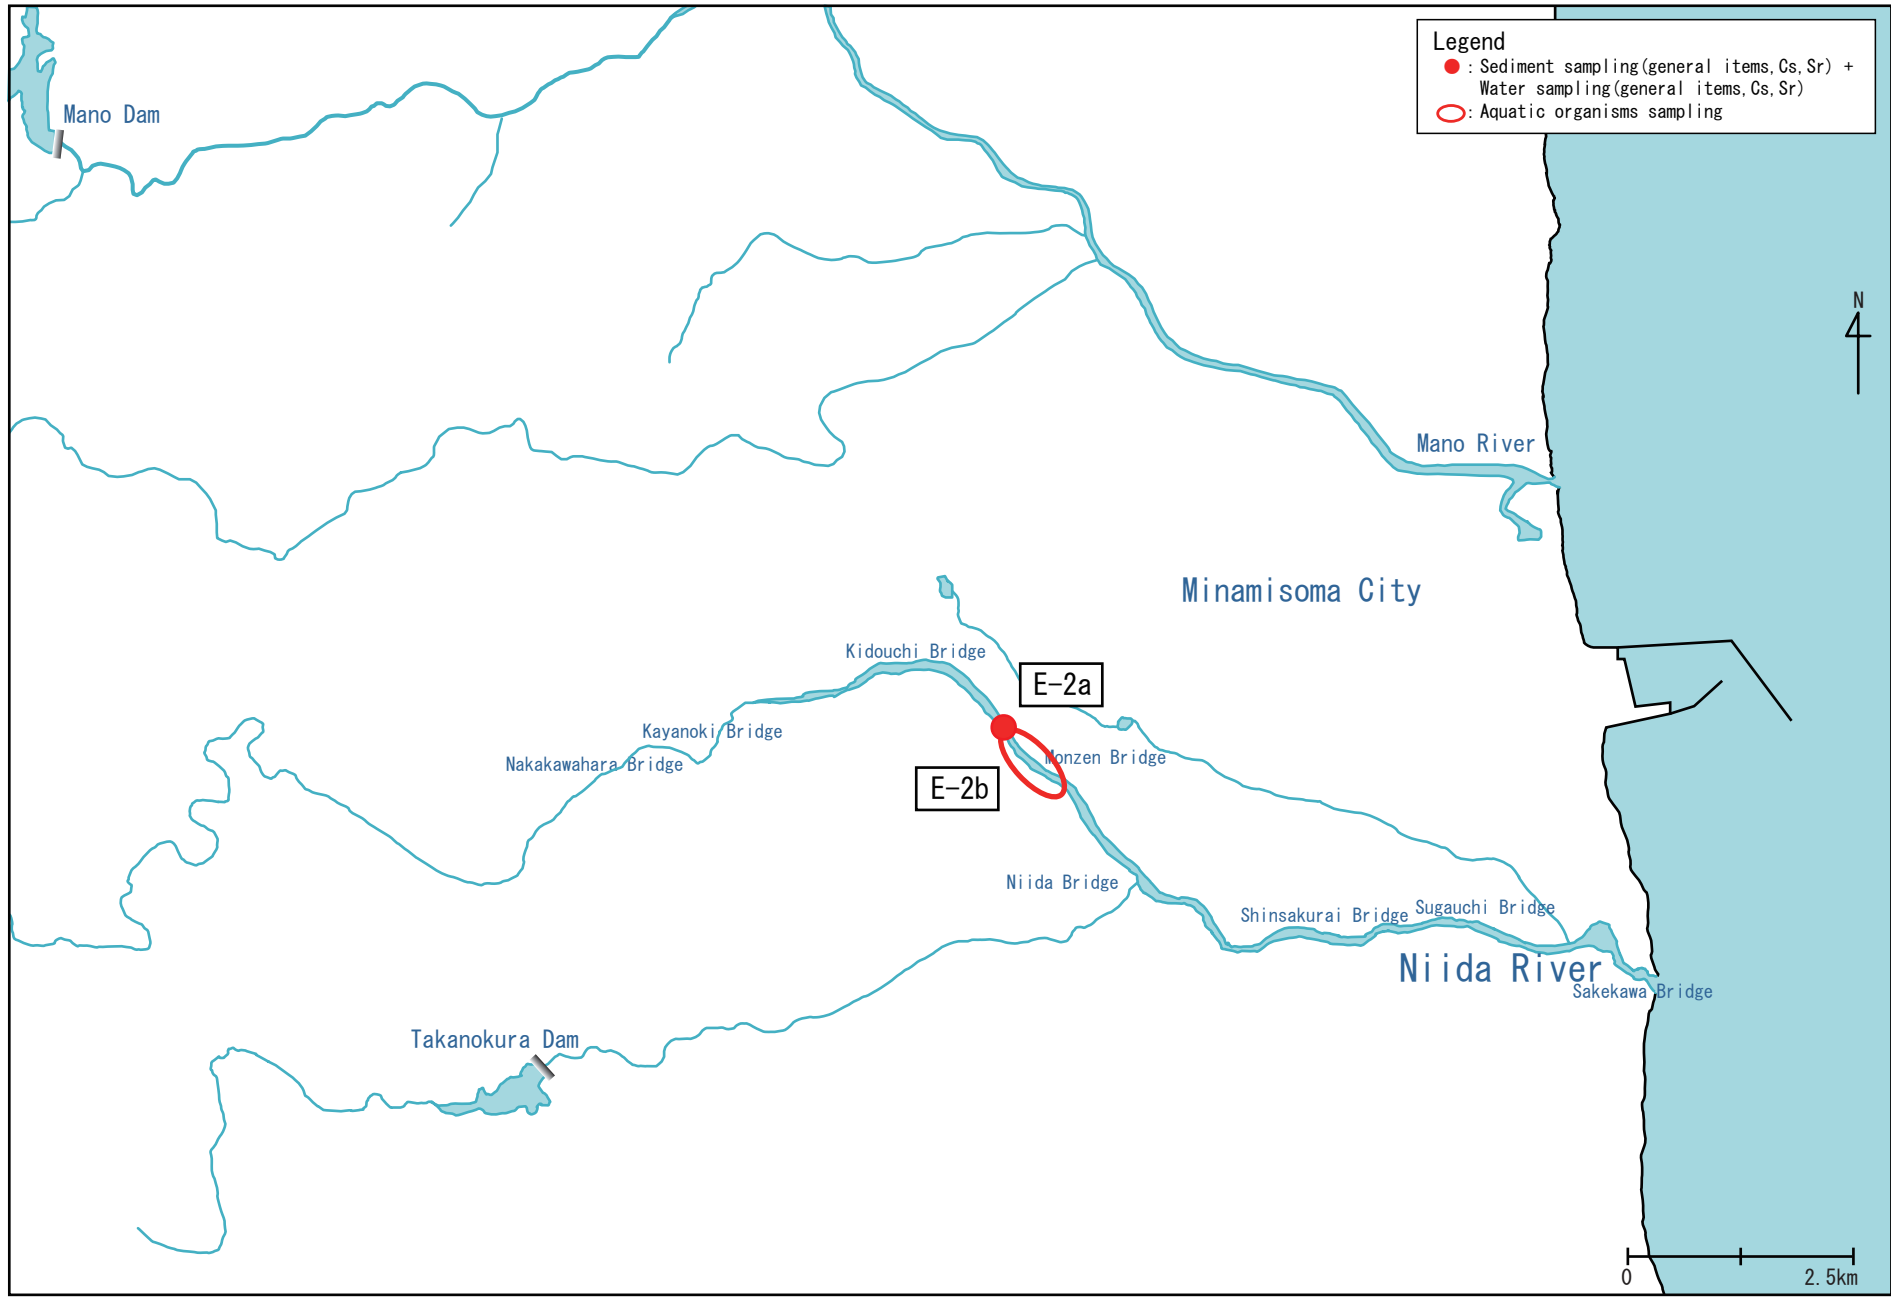 Legend
: Sediment sampling(general items,Cs,Sr) +
Water sampling(general items,Cs,Sr)
: Aquatic organisms sampling
Mano Dam
N
Mano River
Minamisoma City
Kidouchi Bridge
E-2a
Kayanoki Bridge
Nakakawahara Bridge
Monzen Bridge
E-2b
Niida Bridge
Shinsakurai Bridge
Sugauchi Bridge
Niida River
Sakekawa Bridge
Takanokura Dam
0
2.5km